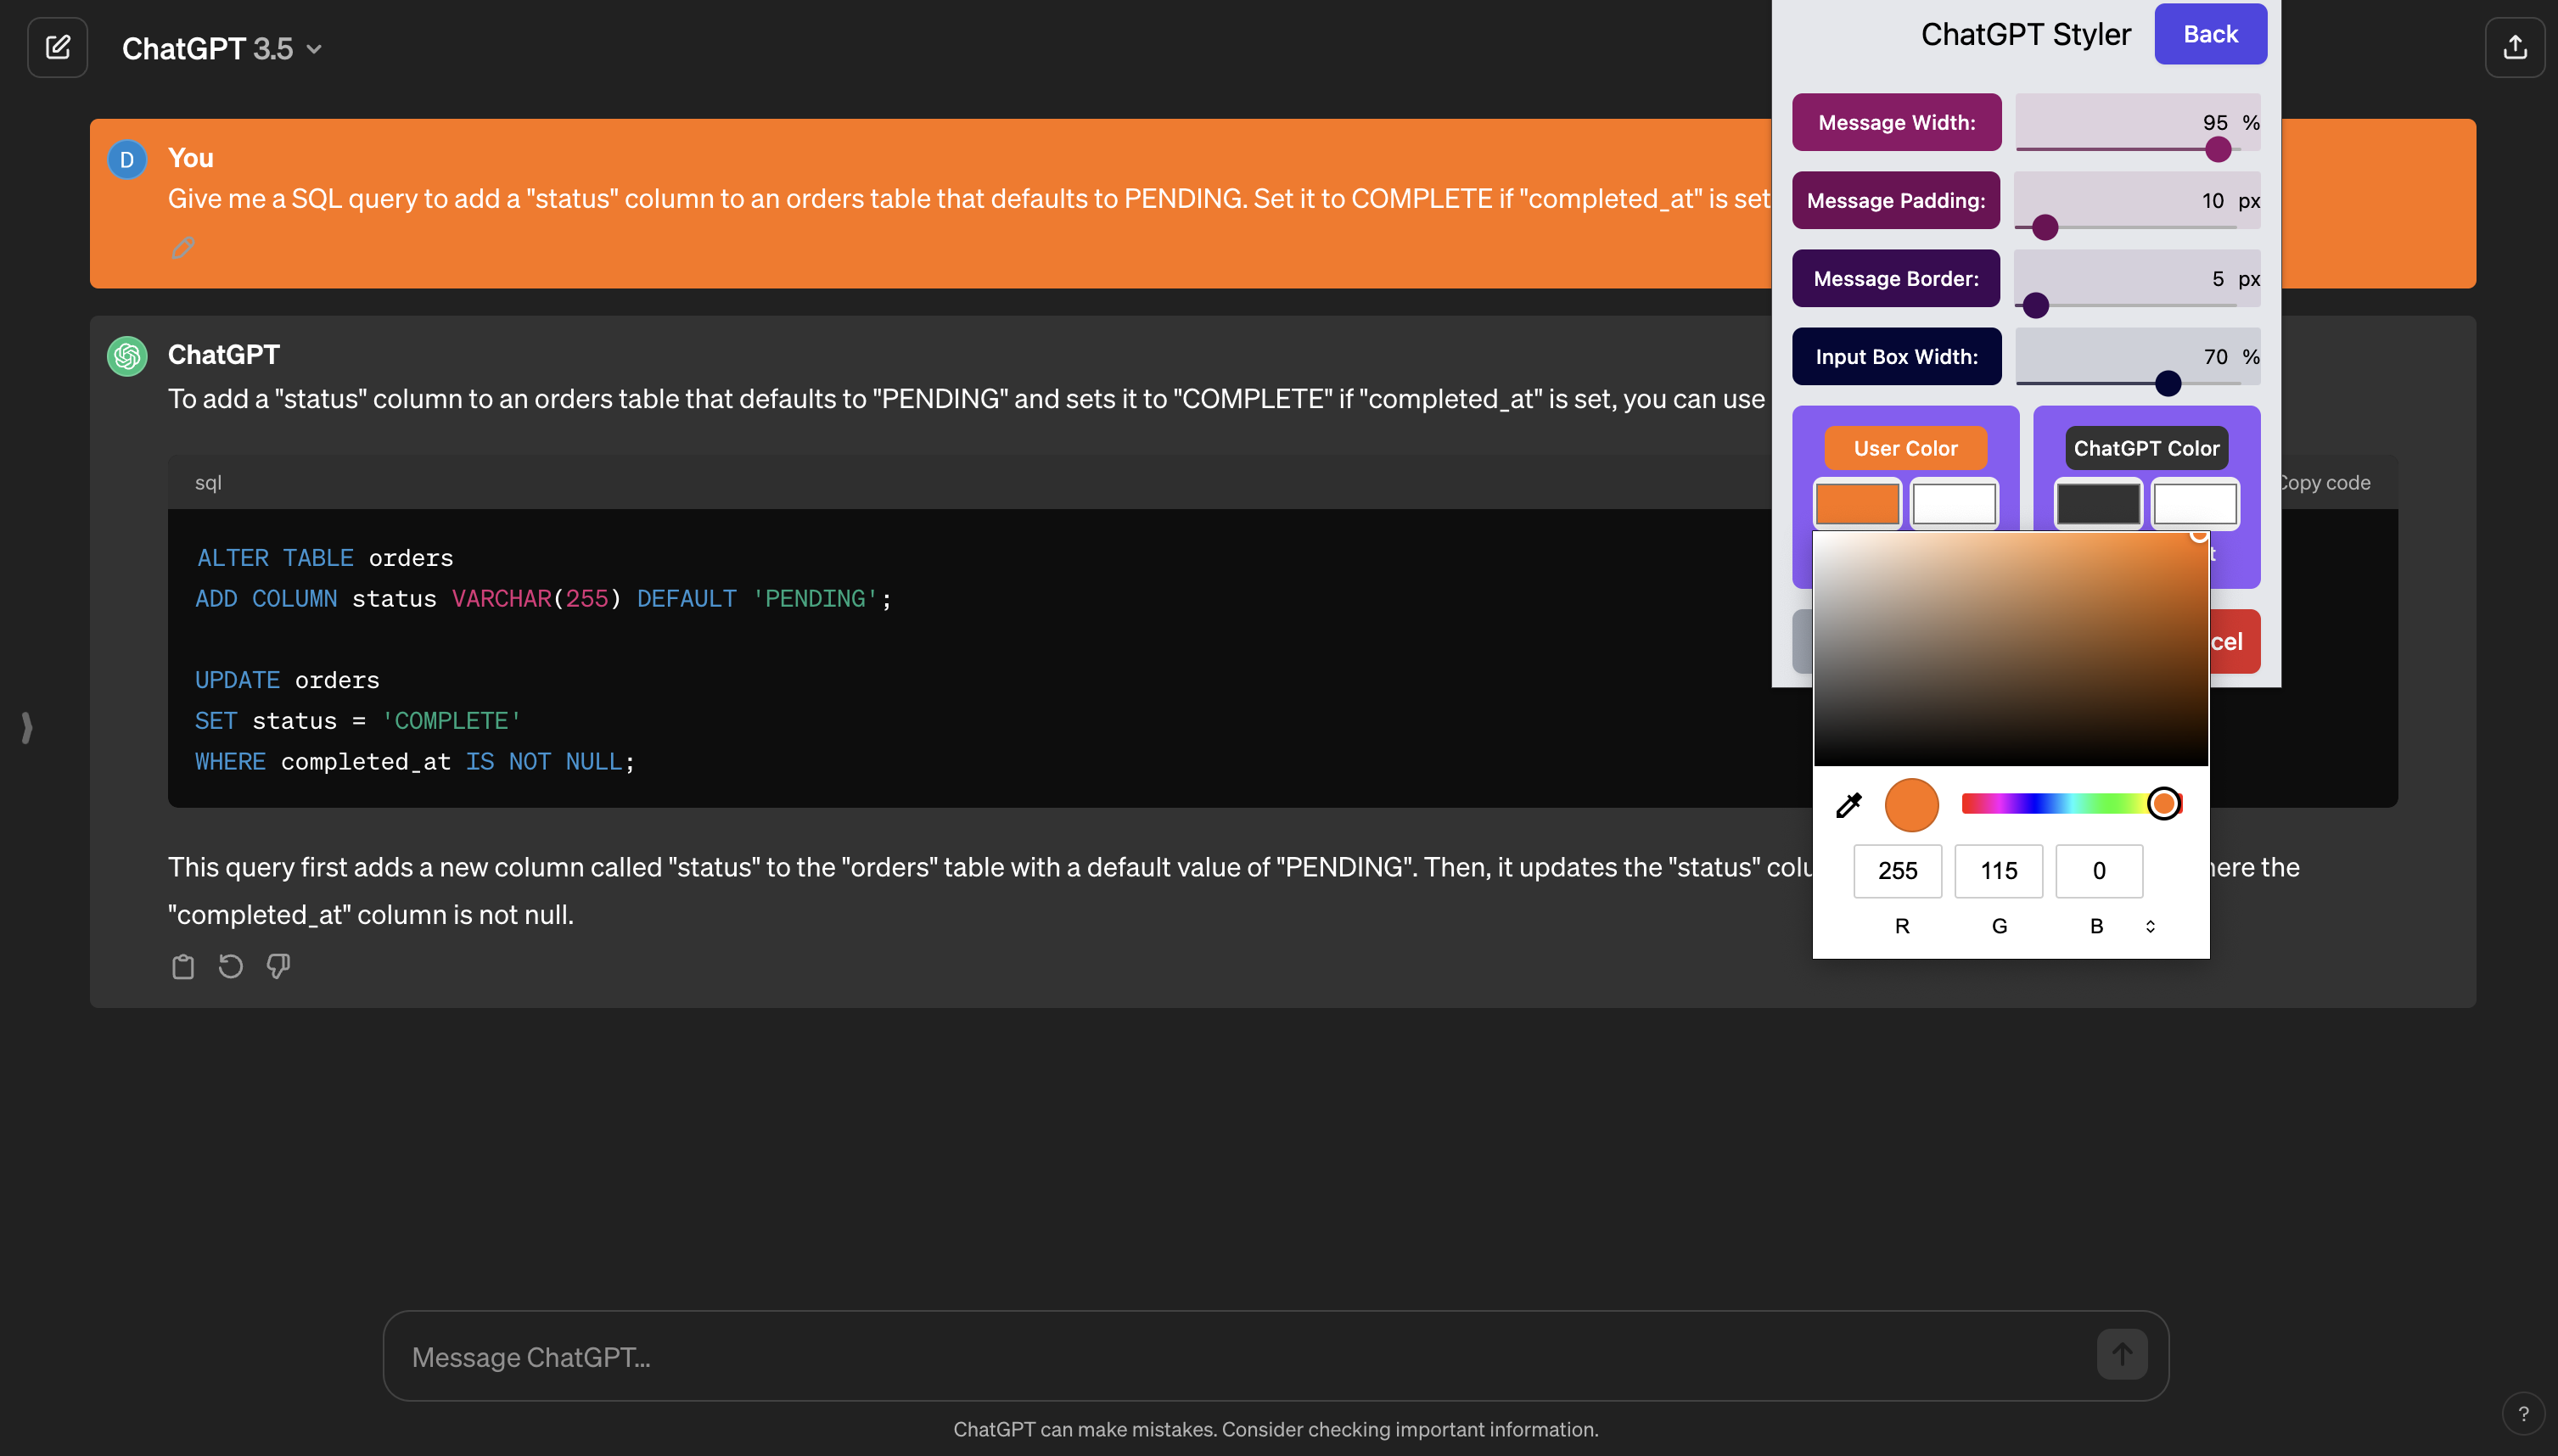 ChatGPT 3.5
ChatGPT Styler
Back
D
You
Give me a SQL query to add a "status" column to an orders table that defaults to PENDING. Set it to COMPLETE if "completed_at" is set
ChatGPT
To add a "status" column to an orders table that defaults to "PENDING" and sets it to "COMPLETE" if "completed_at" is set, you can use
sql
Copy code
ALTER TABLE orders
ADD COLUMN status VARCHAR(255) DEFAULT 'PENDING';
UPDATE orders
SET status = 'COMPLETE'
WHERE completed_at IS NOT NULL;
This query first adds a new column called "status" to the "orders" table with a default value of "PENDING". Then, it updates the "status" the
"completed_at" column is not null.
Message Width:
95 %
Message Padding:
10 px
Message Border:
5 px
Input Box Width:
70 %
User Color
ChatGPT Color
255
115
0
R
G
B
Message ChatGPT...
ChatGPT can make mistakes. Consider checking important information.
?